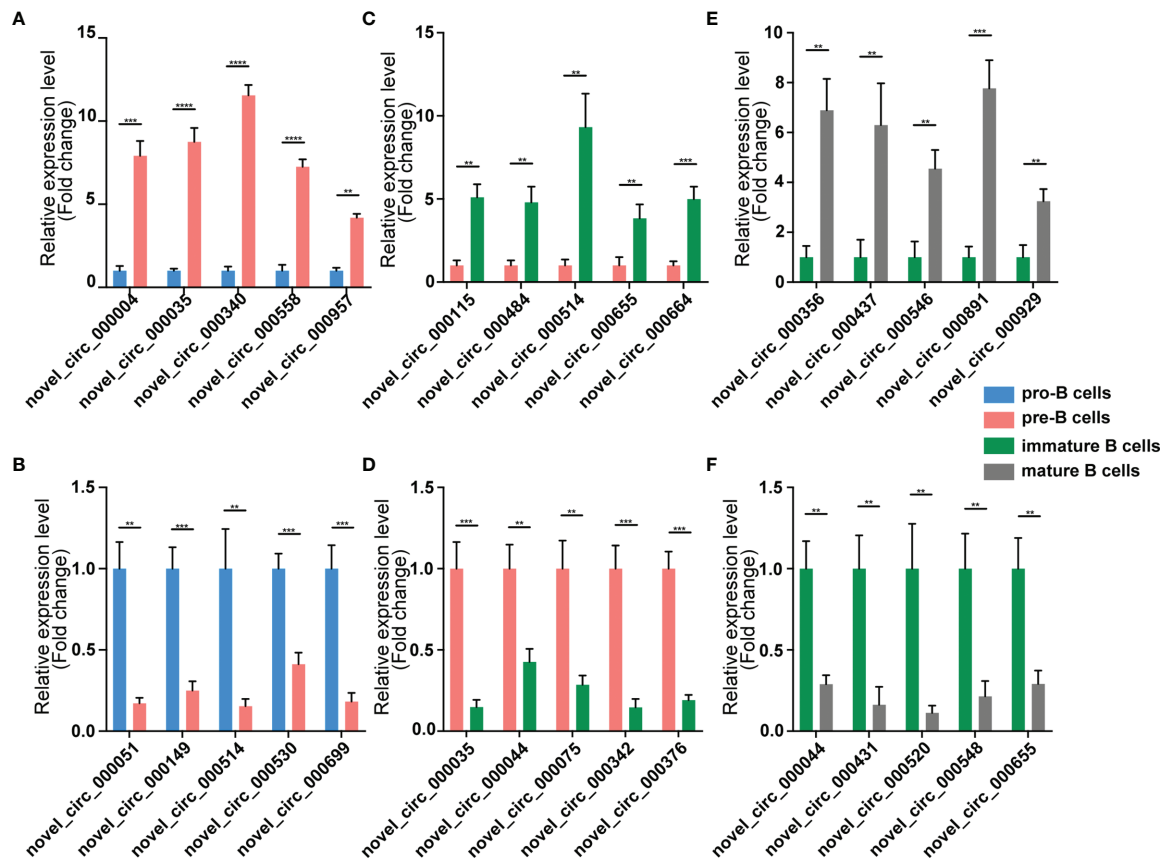 A
Relative expression level
(Fold change)
15
10
5
0
***
****
****
****
**
novel_circ_000004
novel_circ_000035
novel_circ_000340
novel_circ_000558
novel_circ_000957
C
Relative expression level
(Fold change)
15
10
5
0
**
**
**
**
***
novel_circ_000115
novel_circ_000484
novel_circ_000514
novel_circ_000655
novel_circ_000664
E
Relative expression level
(Fold change)
10
8
6
4
2
0
**
**
**
***
**
novel_circ_000356
novel_circ_000437
novel_circ_000546
novel_circ_000891
novel_circ_000929
pro-B cells
pre-B cells
immature B cells
mature B cells
B
Relative expression level
(Fold change)
1.5
1.0
0.5
0.0
**
***
**
***
***
novel_circ_000051
novel_circ_000149
novel_circ_000514
novel_circ_000530
novel_circ_000699
D
Relative expression level
(Fold change)
1.5
1.0
0.5
0.0
***
**
**
***
***
novel_circ_000035
novel_circ_000044
novel_circ_000075
novel_circ_000342
novel_circ_000376
F
Relative expression level
(Fold change)
1.5
1.0
0.5
0.0
**
**
**
**
**
novel_circ_000044
novel_circ_000431
novel_circ_000520
novel_circ_000548
novel_circ_000655